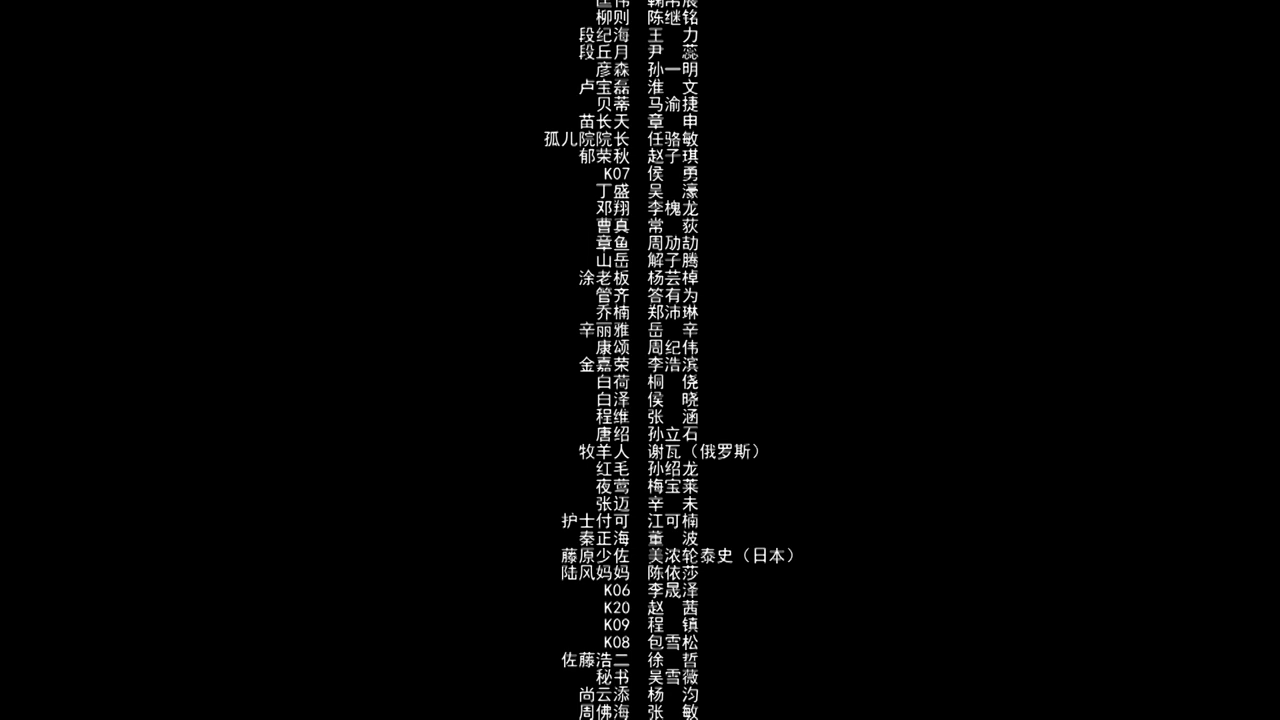 柳则 陈继铭
段纪海 王 力
段丘月 尹 蕊
彦森 孙一明
卢宝磊 淮 文
贝蒂 马渝捷
苗长天 章 申
孤儿院院长 任骆敏
郁荣秋 赵子琪
K07 侯 勇
丁盛 吴 濠
邓翔 李槐龙
曹真 常 荻
章鱼 周劢劼
山岳 解子腾
涂老板 杨芸棹
管齐 答有为
乔楠 郑沛琳
辛丽雅 岳 辛
康颂 周纪伟
金嘉荣 李浩滨
白荷 桐 侥
白泽 侯 晓
程维 张 涵
唐绍 孙立石
牧羊人 谢瓦（俄罗斯）
红毛 孙绍龙
夜莺 梅宝莱
张迈 辛 未
护士付可 江可楠
秦正海 董 波
藤原少佐 美浓轮泰史（日本）
陆风妈妈 陈依莎
K06 李晟泽
K20 赵 茜
K09 程 镇
K08 包雪松
佐藤浩二 徐 哲
秘书 吴雪薇
尚云添 杨 沟
周佛海 张 敏